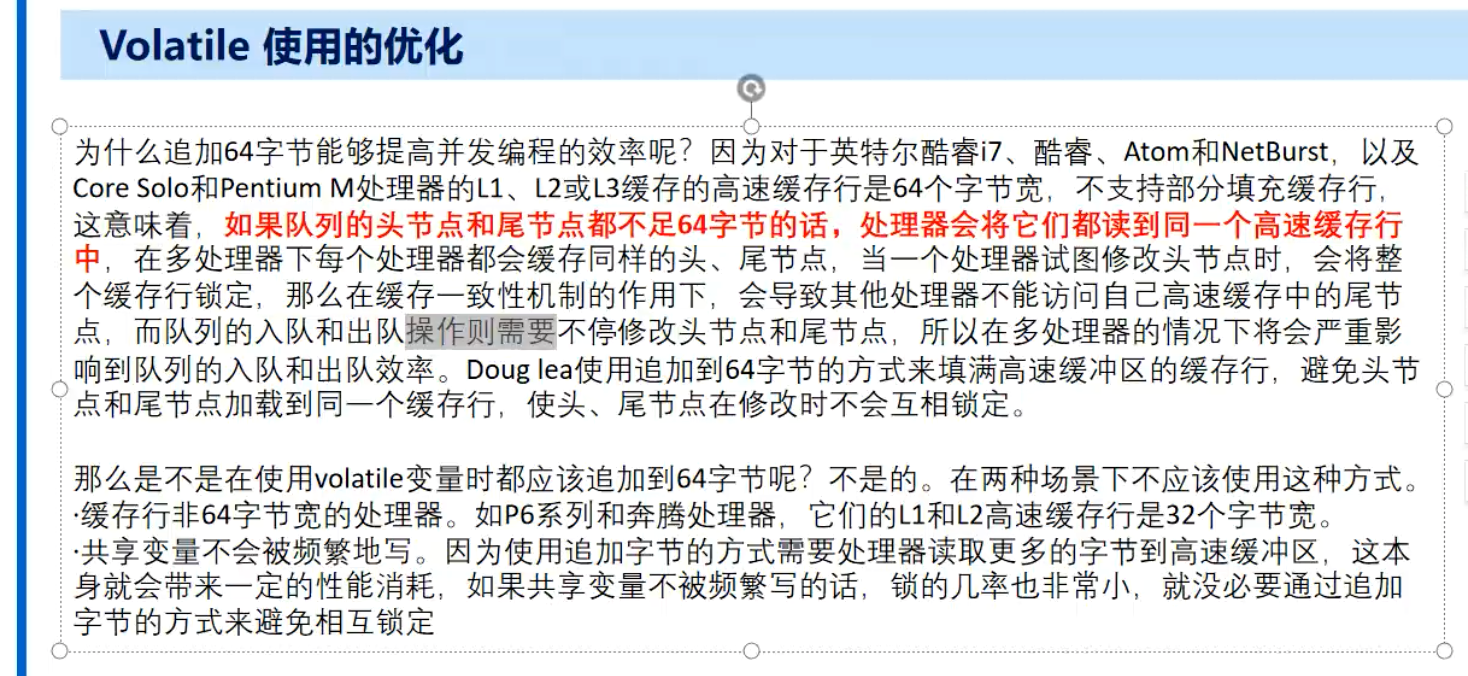 Volatile 使用的优化
为什么追加64字节能够提高并发编程的效率呢？因为对于英特尔酷睿i7、酷睿、Atom和NetBurst，以及
Core Solo和Pentium M处理器的L1、L2或L3缓存的高速缓存行是64个字节宽，不支持部分填充缓存行，
这意味着，如果队列的头节点和尾节点都不足64字节的话，处理器会将它们都读到同一个高速缓存行
中，在多处理器下每个处理器都会缓存同样的头、尾节点，当一个处理器试图修改头节点时，会将整
个缓存行锁定，那么在缓存一致性机制的作用下，会导致其他处理器不能访问自己高速缓存中的尾节
点，而队列的入队和出队操作则需要不停修改头节点和尾节点，所以在多处理器的情况下将会严重影
响到队列的入队和出队效率。Doug lea使用追加到64字节的方式来填满高速缓冲区的缓存行，避免头节
点和尾节点加载到同一个缓存行，使头、尾节点在修改时不会互相锁定。
那么是不是在使用volatile变量时都应该追加到64字节呢？不是的。在两种场景下不应该使用这种方式。
·缓存行非64字节宽的处理器。如P6系列和奔腾处理器，它们的L1和L2高速缓存行是32个字节宽。
·共享变量不会被频繁地写。因为使用追加字节的方式需要处理器读取更多的字节到高速缓冲区，这本
身就会带来一定的性能消耗，如果共享变量不被频繁写的话，锁的几率也非常小，就没必要通过追加
字节的方式来避免相互锁定